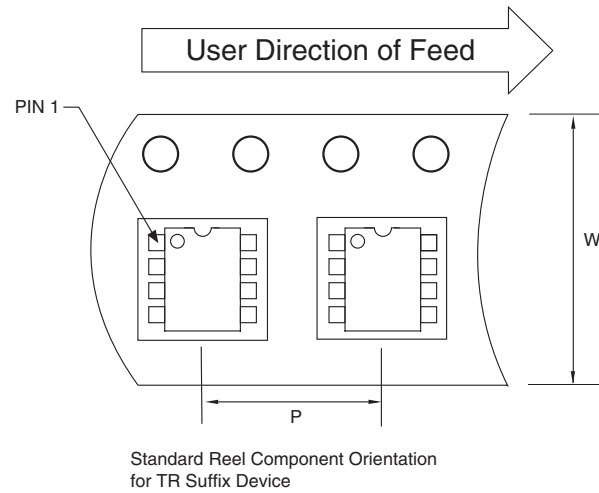 User Direction of Feed
PIN 1
W
P
Standard Reel Component Orientation
for TR Suffix Device